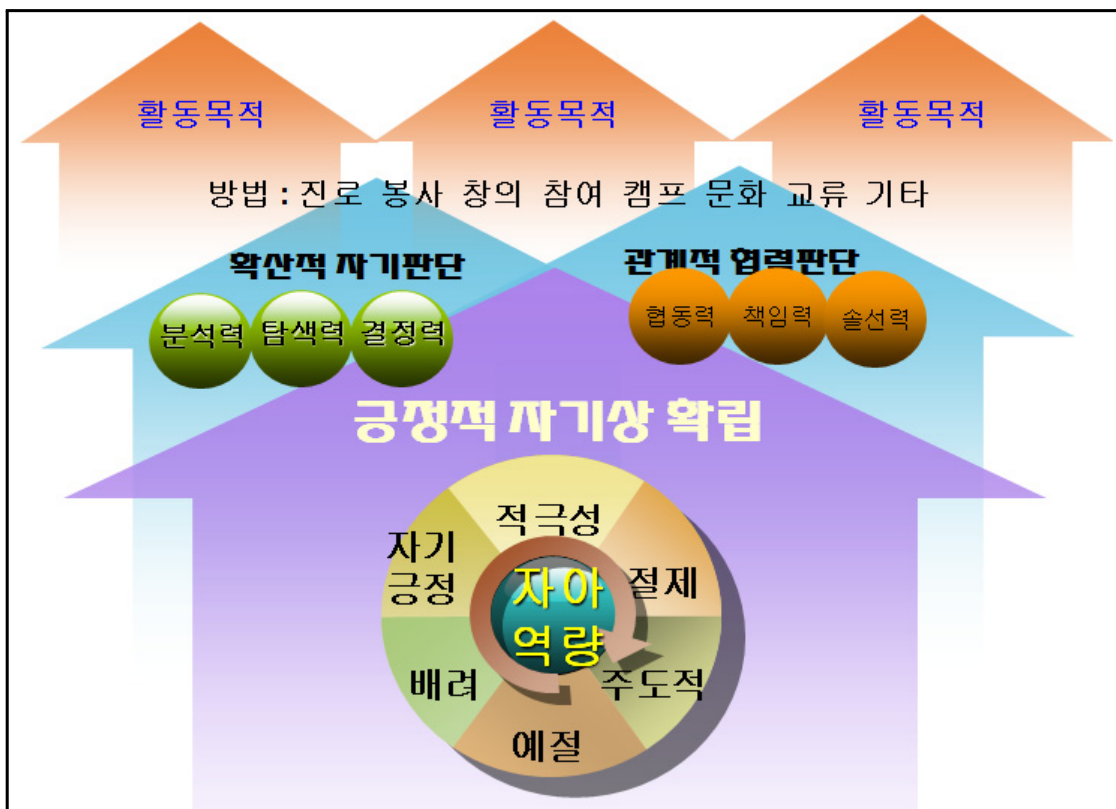 활동목적 활동목적 활동목적
방법 : 진로 봉사 창의 참여 캠프 문화 교류 기타
확산적 자기판단
관계적 협력판단
분석력 탐색력 결정력
협동력 책임력 솔선력
긍정적 자기상 확립
적극성
자기
긍정
절제
자아
역량
배려
주도적
예절